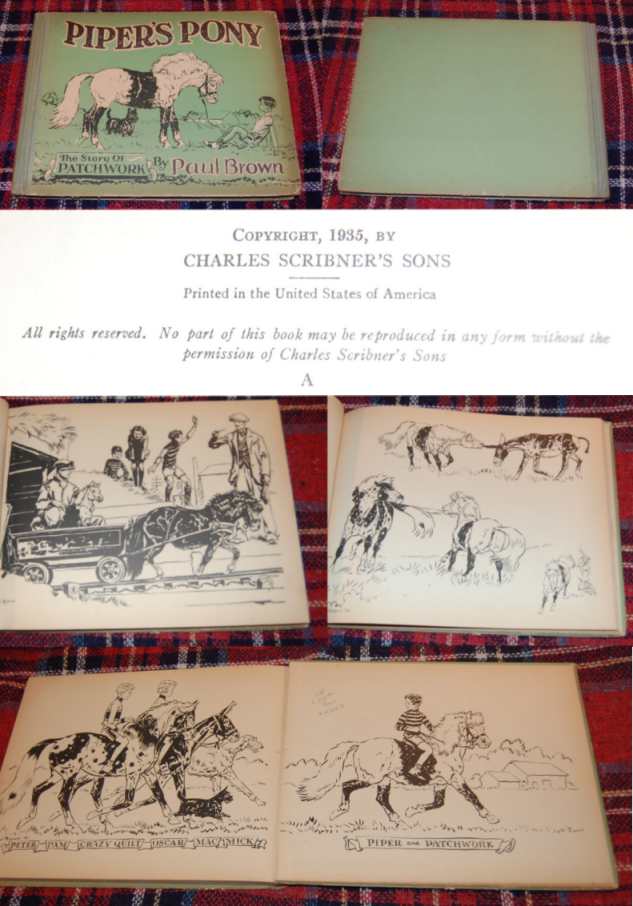 PIPER'S PONY
The Story Of
PATCHWORK
By Paul Brown
COPYRIGHT, 1935, BY
CHARLES SCRIBNER'S SONS
Printed in the United States of America
All rights reserved. No part of this book may be reproduced in any form without the
permission of Charles Scribner's Sons
A
PETER PAM CRAZY QUILT OSCAR MAC MICK
PIPER and PATCHWORK